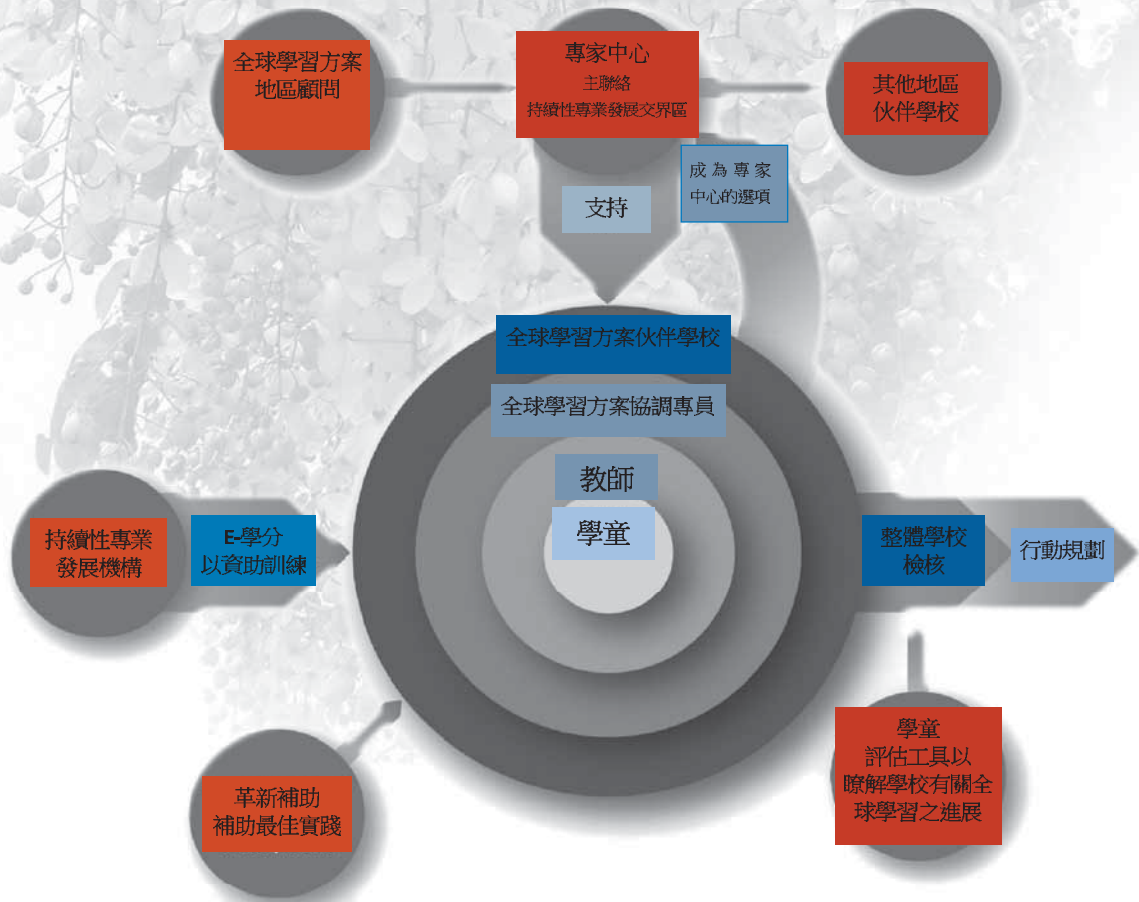 全球學習方案
地區顧問
專家中心
主聯絡
持續性專業發展交界區
其他地區
伙伴學校
成為專家
中心的選項
支持
全球學習方案伙伴學校
全球學習方案協調專員
教師
學童
持續性專業
發展機構
E-學分
以資助訓練
整體學校
檢核
行動規劃
革新補助
補助最佳實踐
學童
評估工具以
瞭解學校有關全
球學習之進展